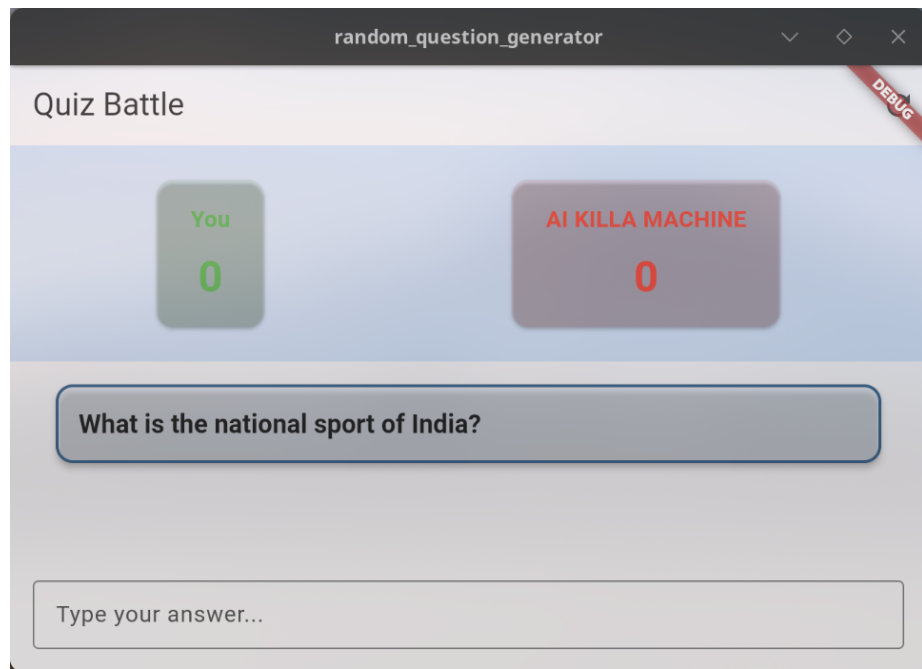 random_question_generator
Quiz Battle
DEBUG
You
0
AI KILLA MACHINE
0
What is the national sport of India?
Type your answer...